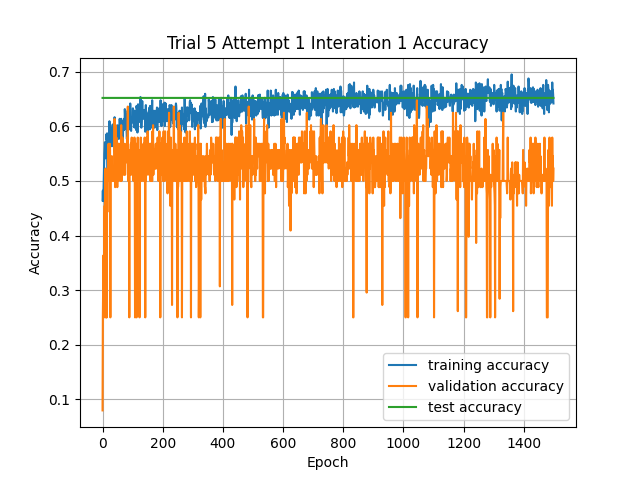 Trial 5 Attempt 1 Interation 1 Accuracy
0.7
0.6
0.5
0.4
0.3
0.2
0.1
Accuracy
0 200 400 600 800 1000 1200 1400
Epoch
training accuracy
validation accuracy
test accuracy